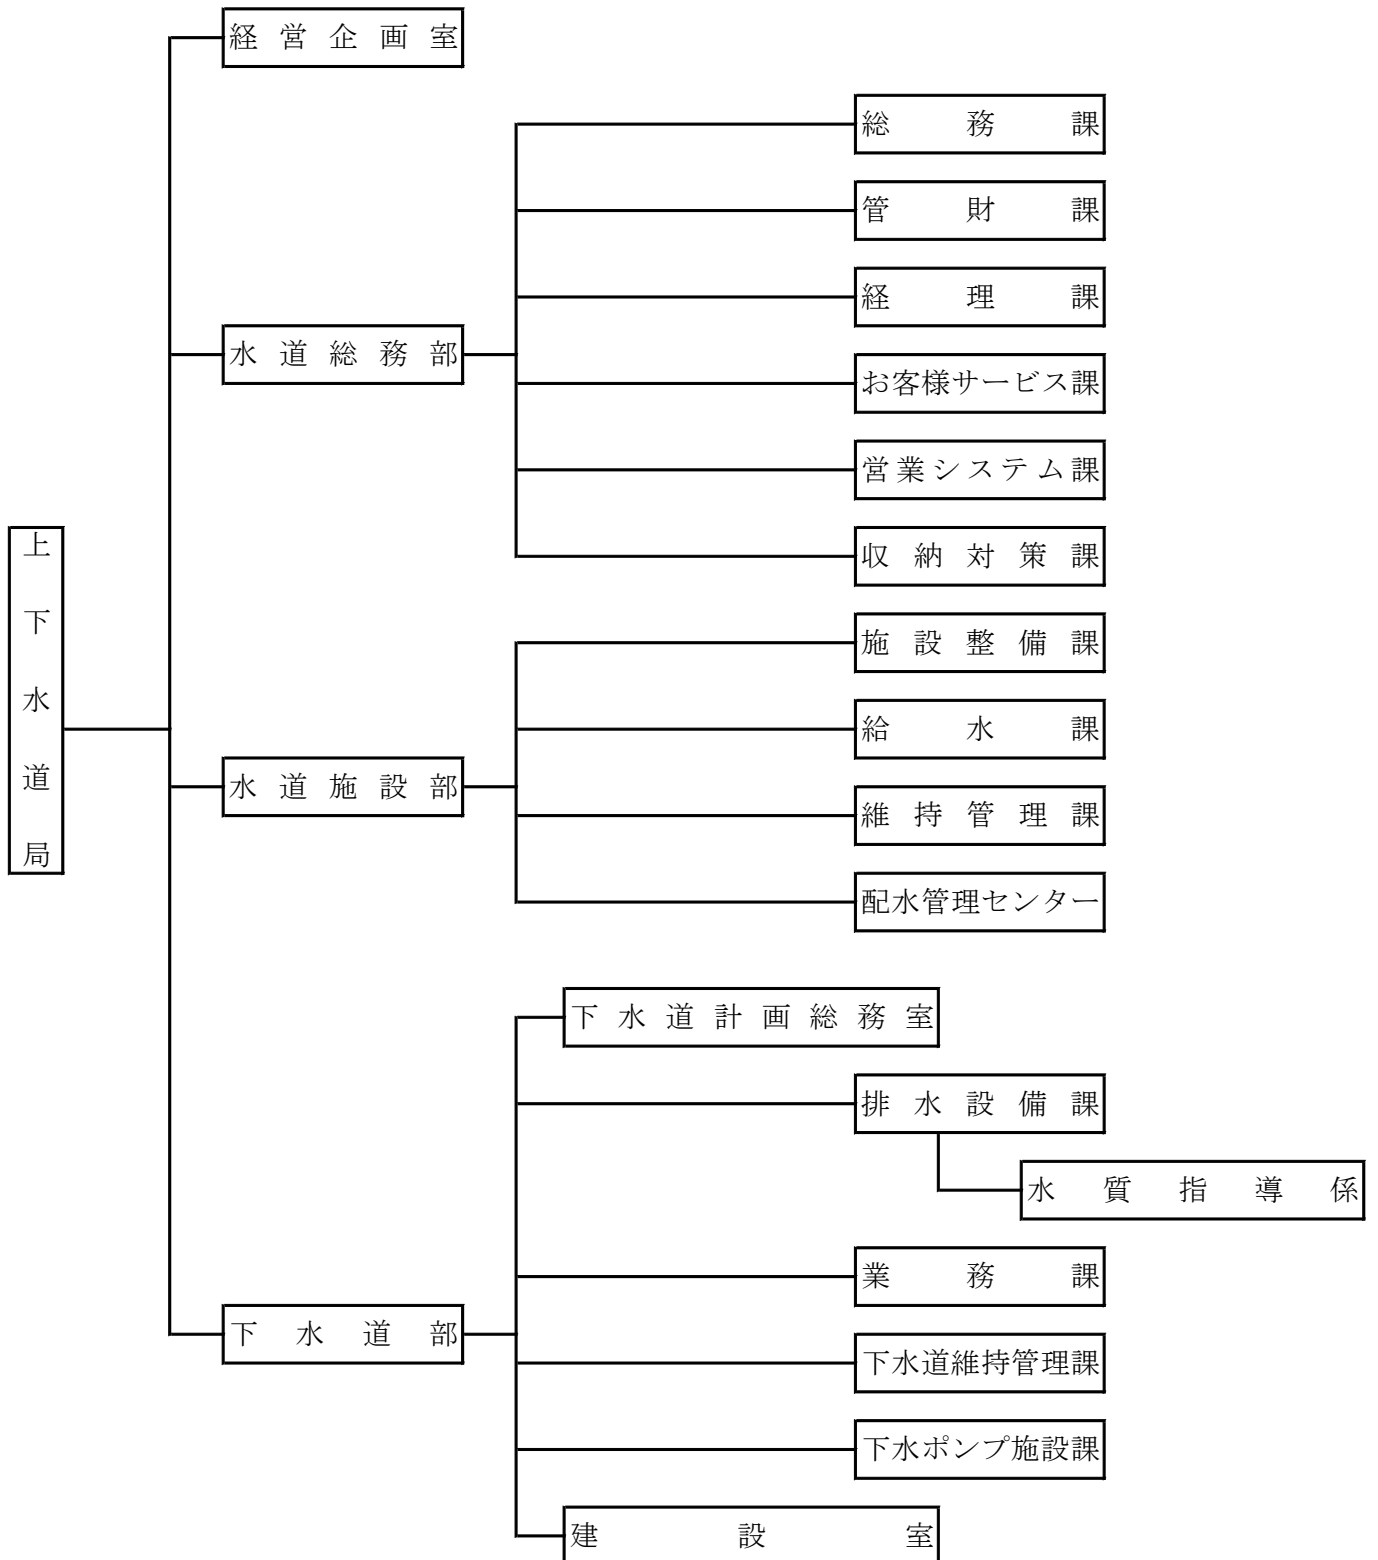 経営企画室
総務課
管財課
経理課
水道総務部
お客様サービス課
営業システム課
収納対策課
上下水道局
施設整備課
給水課
水道施設部
維持管理課
配水管理センター
下水道計画総務室
排水設備課
水質指導係
業務課
下水道部
下水道維持管理課
下水ポンプ施設課
建設室